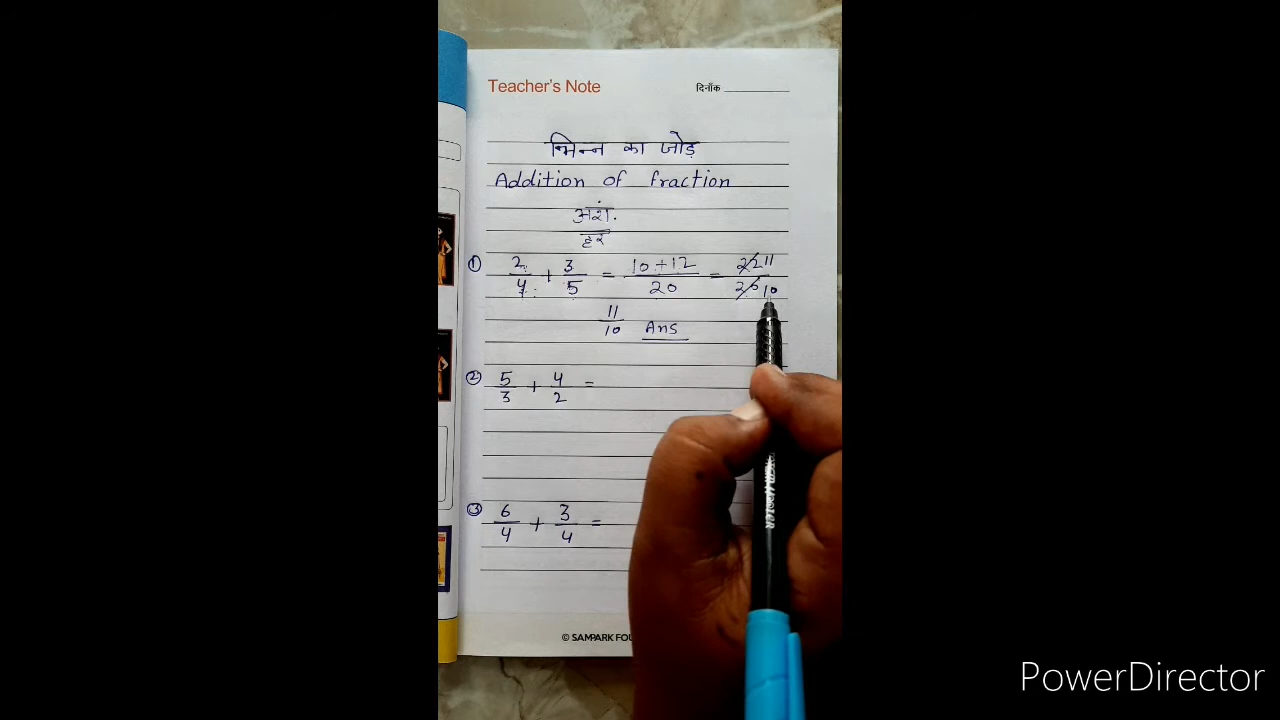 Teacher's Note
दिनाँक
भिन्न का जोड़
Addition of fraction
अंश
हर
① 2/4 + 3/5 = 10+12/20 = 22/20 11/10
11/10 Ans
② 5/3 + 4/2 =
③ 6/4 + 3/4 =
© SAMPARK FOU
PowerDirector